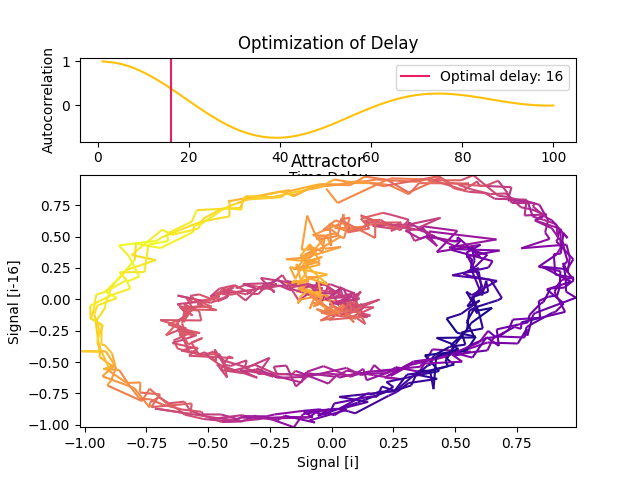 Optimization of Delay
Autocorrelation
1
0
Optimal delay: 16
0 20 40 60 80 100
Attractor
Signal [i-16]
0.75
0.50
0.25
0.00
−0.25
−0.50
−0.75
−1.00
−1.00 −0.75 −0.50 −0.25 0.00 0.25 0.50 0.75
Signal [i]